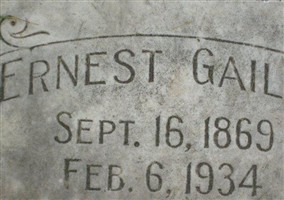 ERNEST GAIL
SEPT. 16, 1869
FEB. 6, 1934